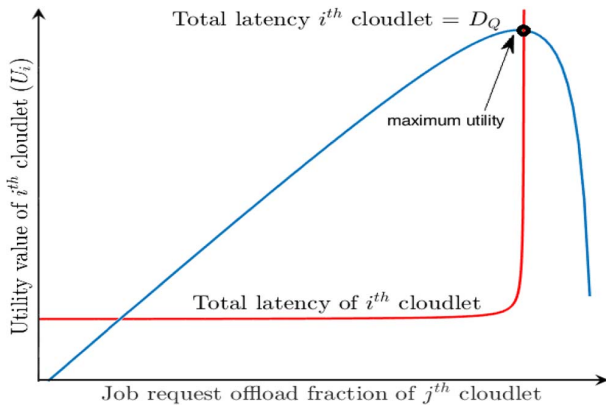 Total latency i^{th} cloudlet = D_Q
maximum utility
Utility value of i^{th} cloudlet (U_i)
Total latency of i^{th} cloudlet
Job request offload fraction of j^{th} cloudlet